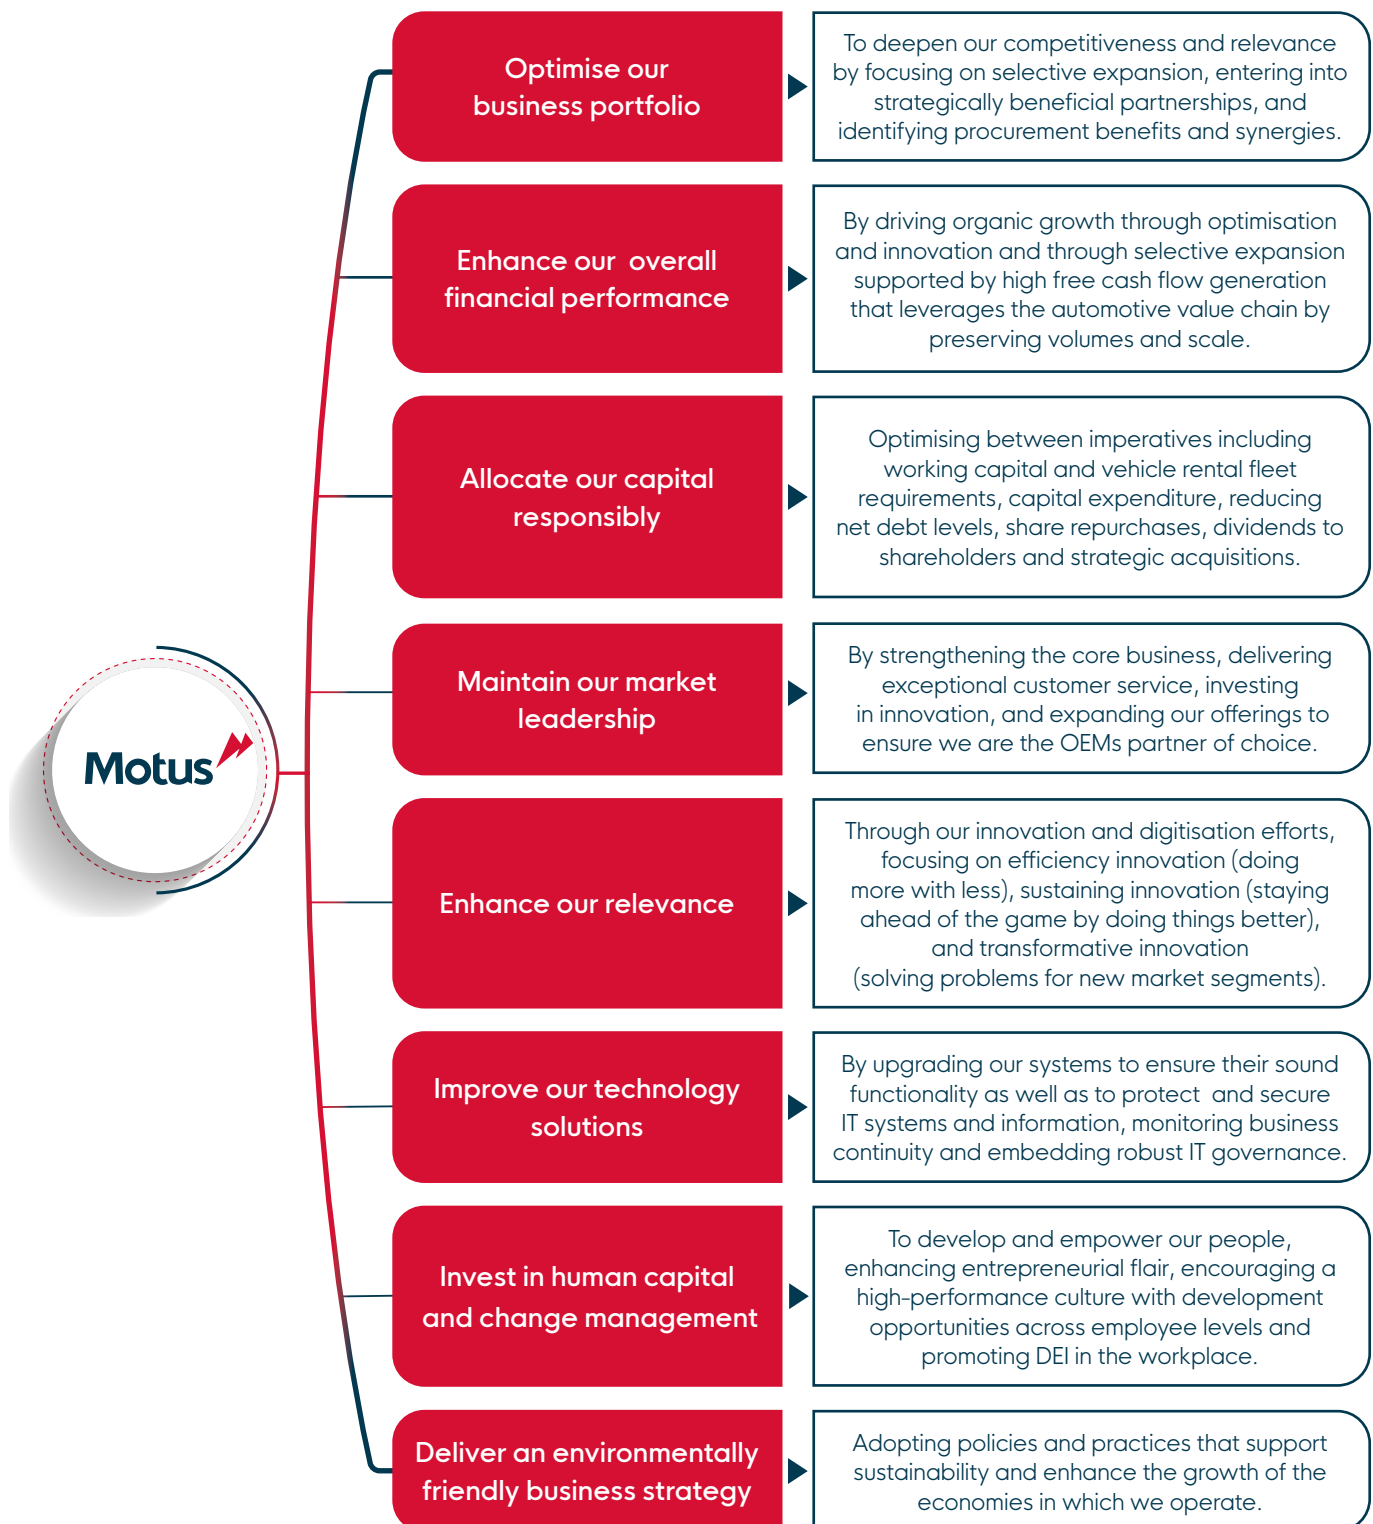 Optimise our
business portfolio
To deepen our competitiveness and relevance
by focusing on selective expansion, entering into
strategically beneficial partnerships, and
identifying procurement benefits and synergies.
Enhance our overall
financial performance
By driving organic growth through optimisation
and innovation and through selective expansion
supported by high free cash flow generation
that leverages the automotive value chain by
preserving volumes and scale.
Allocate our capital
responsibly
Optimising between imperatives including
working capital and vehicle rental fleet
requirements, capital expenditure, reducing
net debt levels, share repurchases, dividends to
shareholders and strategic acquisitions.
Motus
Maintain our market
leadership
By strengthening the core business, delivering
exceptional customer service, investing
in innovation, and expanding our offerings to
ensure we are the OEMs partner of choice.
Enhance our relevance
Through our innovation and digitisation efforts,
focusing on efficiency innovation (doing
more with less), sustaining innovation (staying
ahead of the game by doing things better),
and transformative innovation
(solving problems for new market segments).
Improve our technology
solutions
By upgrading our systems to ensure their sound
functionality as well as to protect and secure
IT systems and information, monitoring business
continuity and embedding robust IT governance.
Invest in human capital
and change management
To develop and empower our people,
enhancing entrepreneurial flair, encouraging a
high-performance culture with development
opportunities across employee levels and
promoting DEI in the workplace.
Deliver an environmentally
friendly business strategy
Adopting policies and practices that support
sustainability and enhance the growth of the
economies in which we operate.